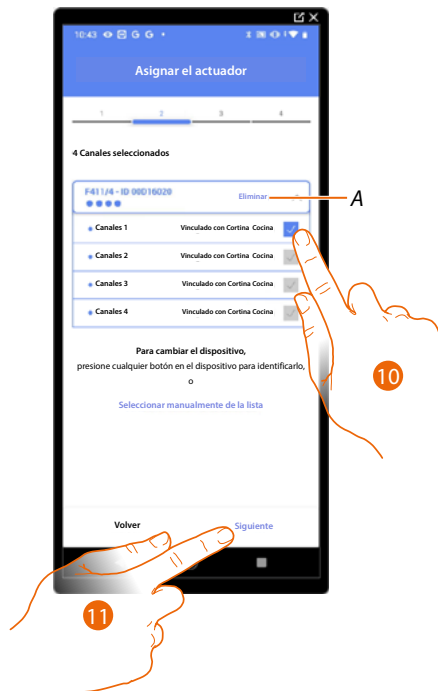 10:43 G G
Asignar el actuador
1 2 3 4
4 Canales seleccionados
F411/4 - ID 00D16020
Eliminar
A
Canales 1 Vinculado con Cortina Cocina
Canales 2 Vinculado con Cortina Cocina
Canales 3 Vinculado con Cortina Cocina
Canales 4 Vinculado con Cortina Cocina
Para cambiar el dispositivo,
presione cualquier botón en el dispositivo para identificarlo,
o
Seleccionar manualmente de la lista
10
Volver Siguiente
11